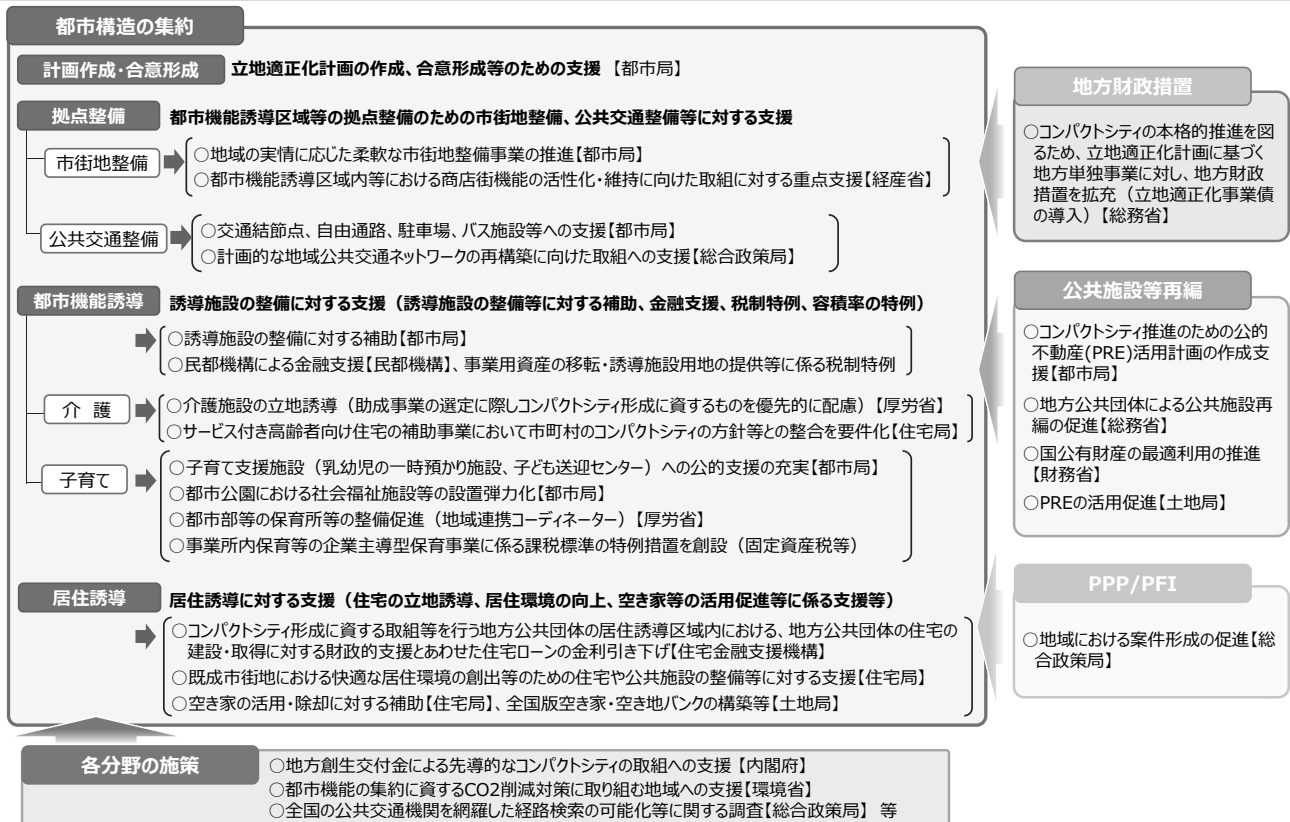 都市構造の集約
計画作成・合意形成 立地適正化計画の作成、合意形成等のための支援 【都市局】
拠点整備 都市機能誘導区域等の拠点整備のための市街地整備、公共交通整備等に対する支援
市街地整備
○地域の実情に応じた柔軟な市街地整備事業の推進【都市局】
○都市機能誘導区域内等における商店街機能の活性化・維持に向けた取組に対する重点支援【経産省】
公共交通整備
○交通結節点、自由通路、駐車場、バス施設等への支援【都市局】
○計画的な地域公共交通ネットワークの再構築に向けた取組への支援【総合政策局】
都市機能誘導 誘導施設の整備に対する支援（誘導施設の整備等に対する補助、金融支援、税制特例、容積率の特例）
○誘導施設の整備に対する補助【都市局】
○民都機構による金融支援【民都機構】、事業用資産の移転・誘導施設用地の提供等に係る税制特例
介 護
○介護施設の立地誘導（助成事業の選定に際しコンパクトシティ形成に資するものを優先的に配慮）【厚労省】
○サービス付き高齢者向け住宅の補助事業において市町村のコンパクトシティの方針等との整合を要件化【住宅局】
子育て
○子育て支援施設（乳幼児の一時預かり施設、子ども送迎センター）への公的支援の充実【都市局】
○都市公園における社会福祉施設等の設置弾力化【都市局】
○都市部等の保育所等の整備促進（地域連携コーディネーター）【厚労省】
○事業所内保育等の企業主導型保育事業に係る課税標準の特例措置を創設（固定資産税等）
居住誘導 居住誘導に対する支援（住宅の立地誘導、居住環境の向上、空き家等の活用促進等に係る支援等）
○コンパクトシティ形成に資する取組等を行う地方公共団体の居住誘導区域内における、地方公共団体の住宅の
建設・取得に対する財政的支援とあわせた住宅ローンの金利引き下げ【住宅金融支援機構】
○既成市街地における快適な居住環境の創出等のための住宅や公共施設の整備等に対する支援【住宅局】
○空き家の活用・除却に対する補助【住宅局】、全国版空き家・空き地バンクの構築等【土地局】
地方財政措置
○コンパクトシティの本格的推進を図
るため、立地適正化計画に基づく
地方単独事業に対し、地方財政
措置を拡充（立地適正化事業債
の導入）【総務省】
公共施設等再編
○コンパクトシティ推進のための公的
不動産(PRE)活用計画の作成支
援【都市局】
○地方公共団体による公共施設再
編の促進【総務省】
○国公有財産の最適利用の推進
【財務省】
○PREの活用促進【土地局】
PPP/PFI
○地域における案件形成の促進【総
合政策局】
各分野の施策
○地方創生交付金による先導的なコンパクトシティの取組への支援 【内閣府】
○都市機能の集約に資するCO2削減対策に取り組む地域への支援【環境省】
○全国の公共交通機関を網羅した経路検索の可能化等に関する調査【総合政策局】 等